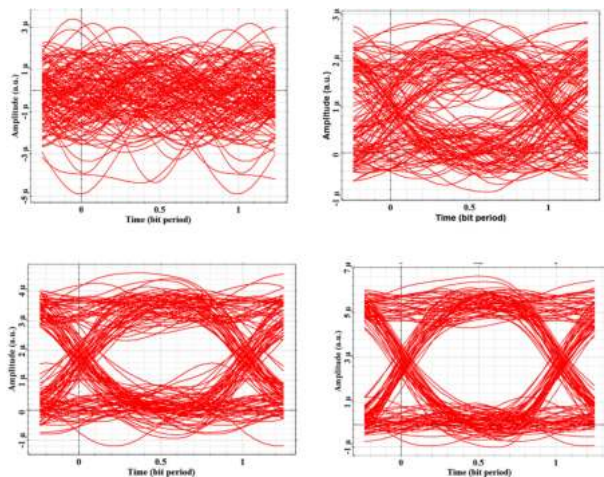 3 μ
1 μ
-1 μ
-3 μ
-5 μ
Amplitude (a.u.)
0
0.5
1
Time (bit period)
3 μ
2 μ
1 μ
0
-1 μ
Amplitude (a.u.)
0
0.5
1
Time (bit period)
4 μ
3 μ
2 μ
1 μ
0
-1 μ
Amplitude (a.u.)
0
0.5
1
Time (bit period)
7 μ
5 μ
3 μ
1 μ
-1 μ
Amplitude (a.u.)
0
0.5
1
Time (bit period)